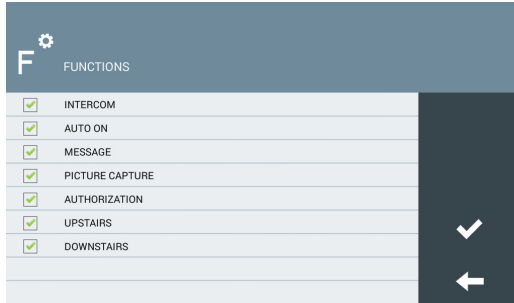 F
FUNCTIONS
INTERCOM
AUTO ON
MESSAGE
PICTURE CAPTURE
AUTHORIZATION
UPSTAIRS
DOWNSTAIRS